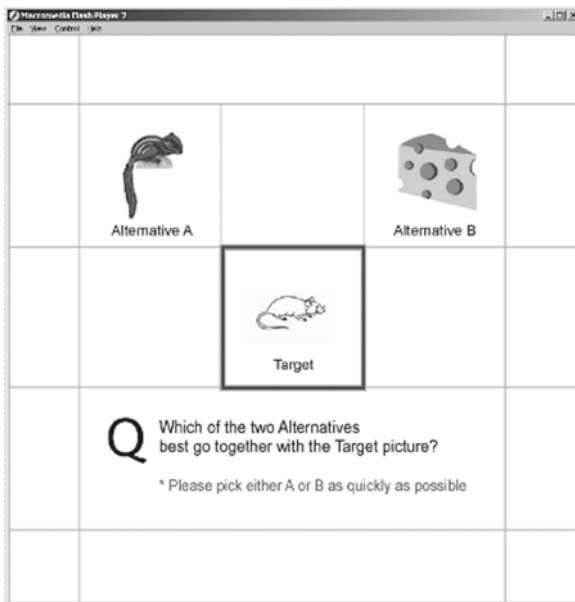 Macromedia Flash Player 7
File View Control Help
Alternative A
Alternative B
Target
Q Which of the two Alternatives
best go together with the Target picture?
* Please pick either A or B as quickly as possible